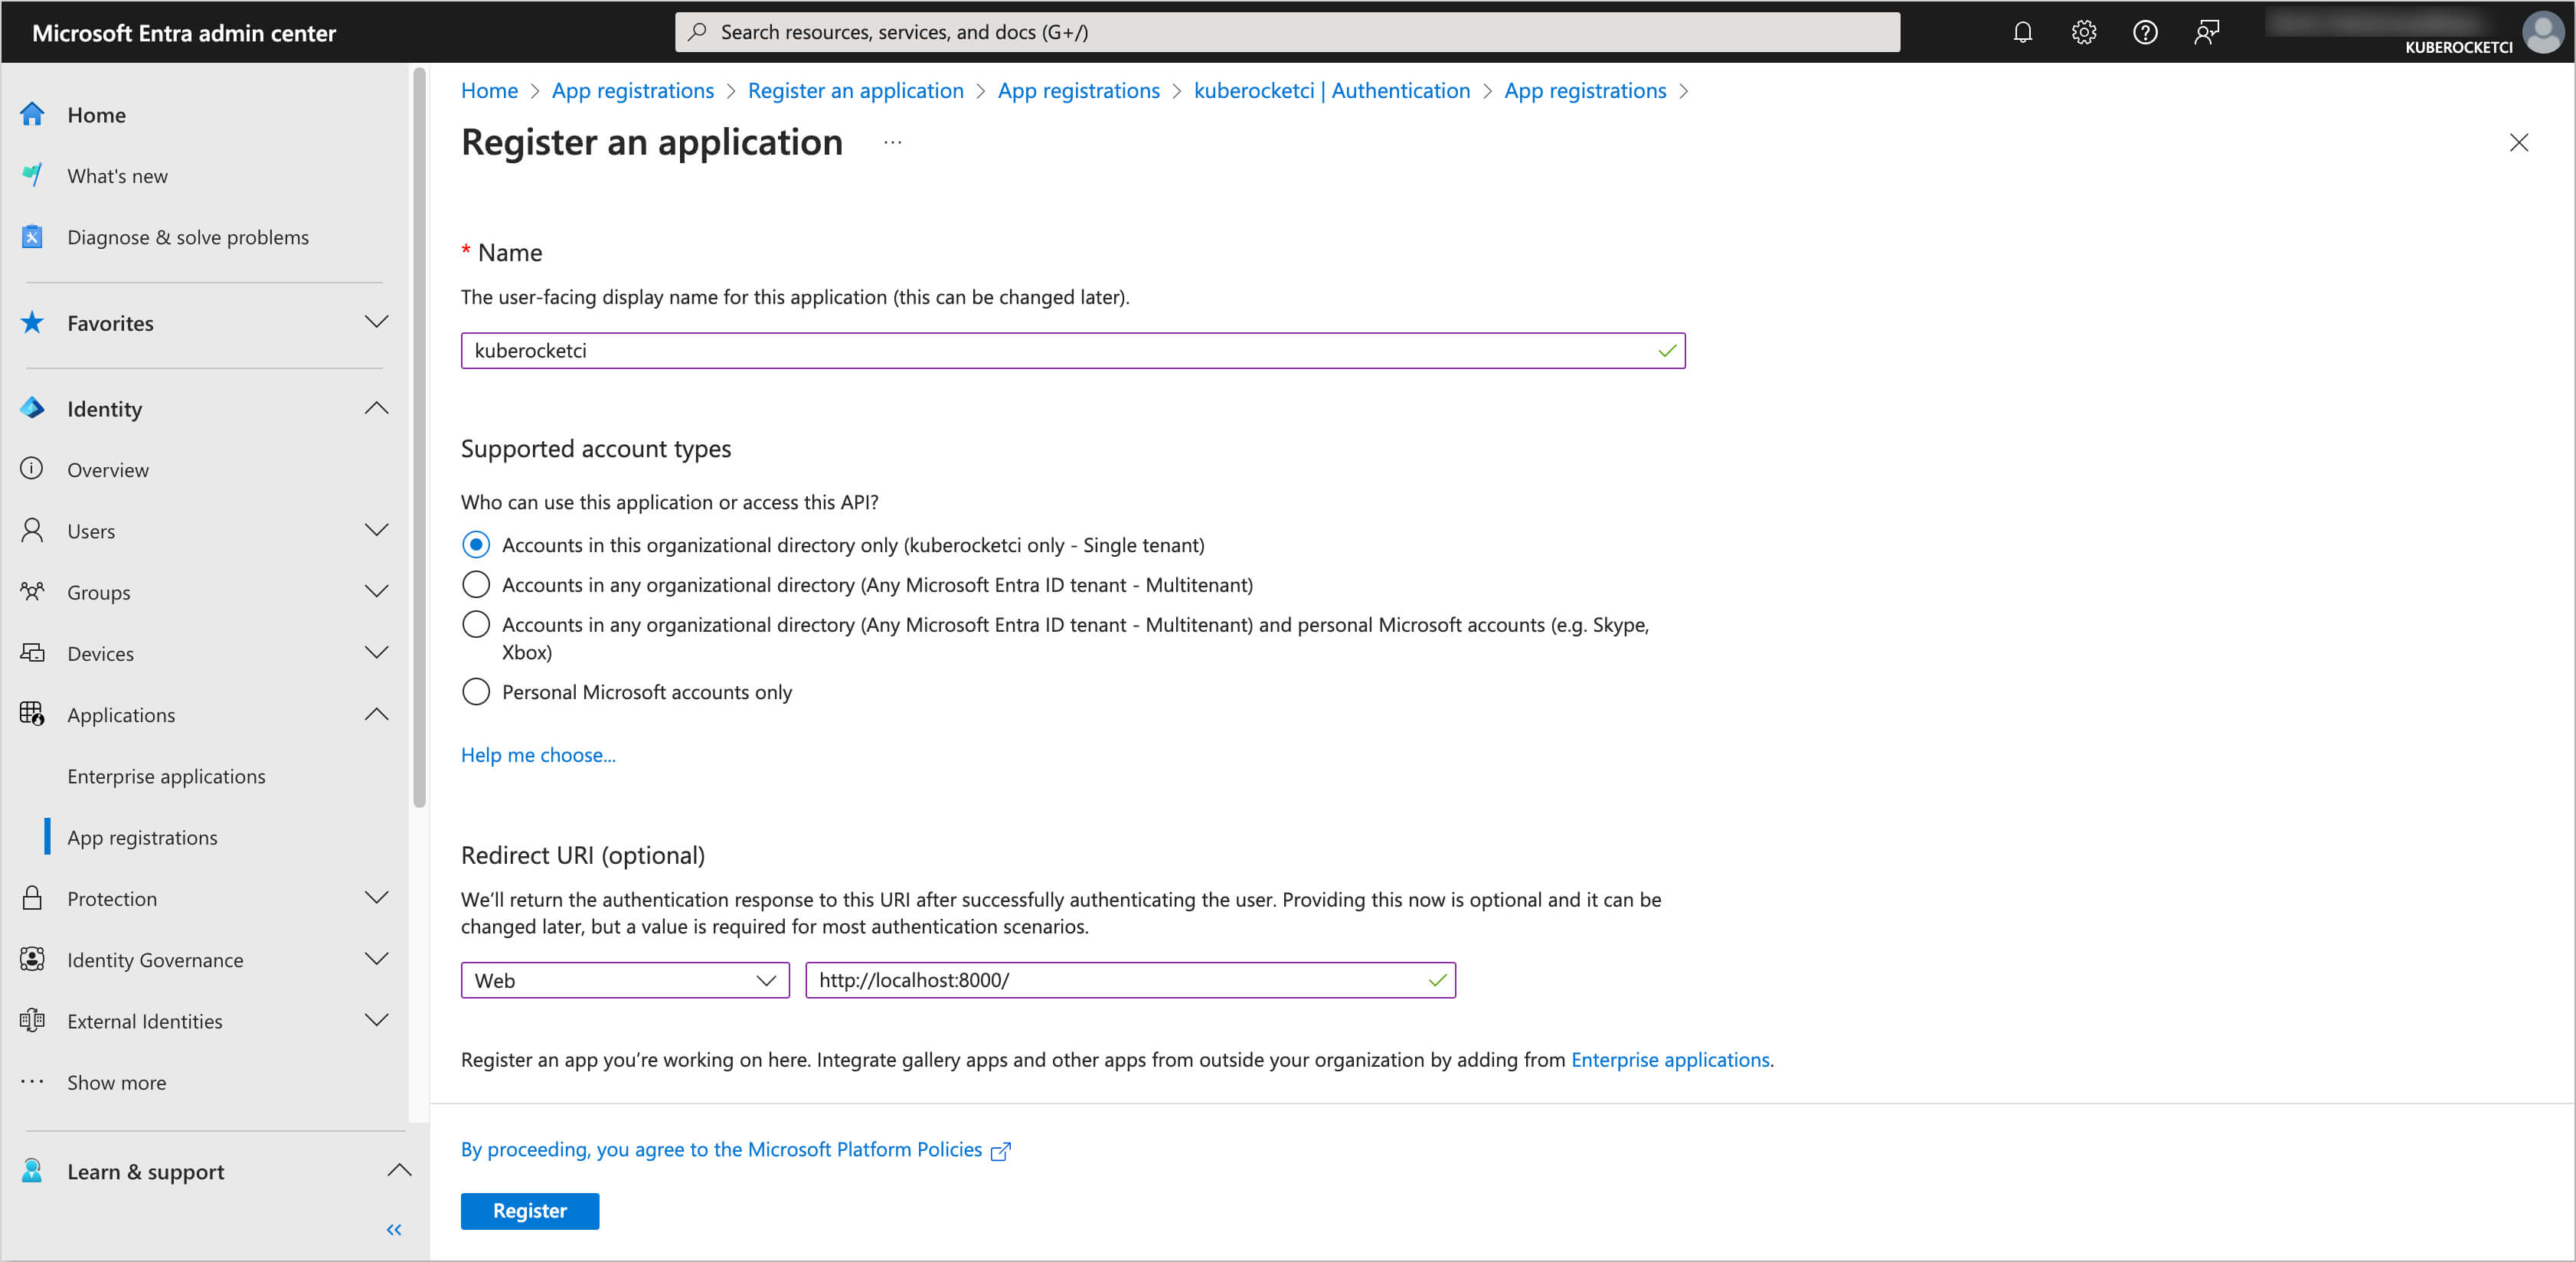 Microsoft Entra admin center
Search resources, services, and docs (G+/)
KUBEROCKETCI
Home
What's new
Diagnose & solve problems
Favorites
Identity
Overview
Users
Groups
Devices
Applications
Enterprise applications
App registrations
Protection
Identity Governance
External Identities
Show more
Learn & support
Home > App registrations > Register an application > App registrations > kuberocketci | Authentication > App registrations >
Register an application
* Name
The user-facing display name for this application (this can be changed later).
kuberocketci
Supported account types
Who can use this application or access this API?
Accounts in this organizational directory only (kuberocketci only - Single tenant)
Accounts in any organizational directory (Any Microsoft Entra ID tenant - Multitenant)
Accounts in any organizational directory (Any Microsoft Entra ID tenant - Multitenant) and personal Microsoft accounts (e.g. Skype,
Xbox)
Personal Microsoft accounts only
Help me choose...
Redirect URI (optional)
We’ll return the authentication response to this URI after successfully authenticating the user. Providing this now is optional and it can be
changed later, but a value is required for most authentication scenarios.
Web
http://localhost:8000/
Register an app you’re working on here. Integrate gallery apps and other apps from outside your organization by adding from Enterprise applications.
By proceeding, you agree to the Microsoft Platform Policies
Register